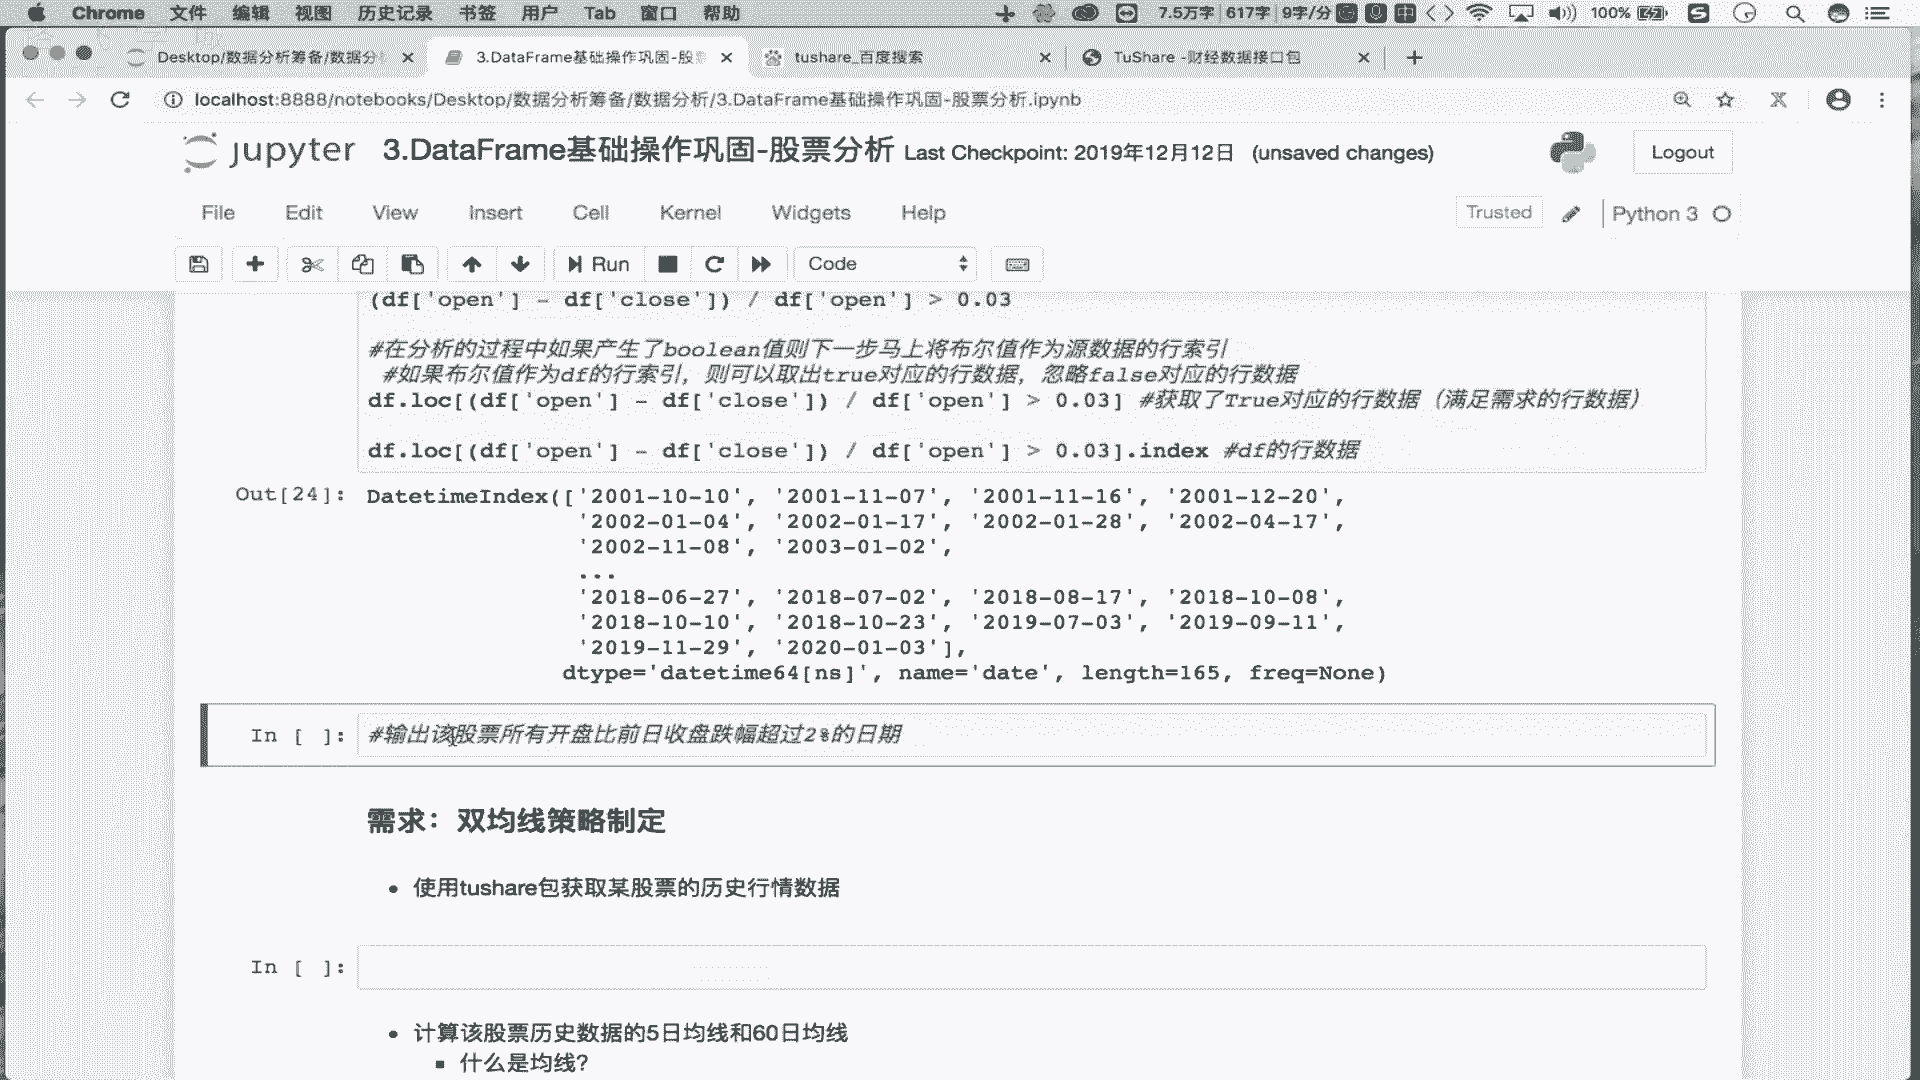 Chrome 文件 编辑 视图 历史记录 书签 用户 Tab 窗口 帮助 7.5万字 617字 9字/分 中 100%
Desktop/数据分析筹备/数据分析 3.DataFrame基础操作巩固-股票 tushare_百度搜索 TuShare -财经数据接口包
localhost:8888/notebooks/Desktop/数据分析筹备/数据分析/3.DataFrame基础操作巩固-股票分析.ipynb
jupyter 3.DataFrame基础操作巩固-股票分析 Last Checkpoint: 2019年12月12日 (unsaved changes) Logout
File Edit View Insert Cell Kernel Widgets Help Trusted Python 3
Run Code
(df['open'] - df['close']) / df['open'] > 0.03
#在分析的过程中如果产生了boolean值则下一步马上将布尔值作为源数据的行索引
#如果布尔值作为df的行索引，则可以取出true对应的行数据，忽略false对应的行数据
df.loc[(df['open'] - df['close']) / df['open'] > 0.03] #获取了True对应的行数据（满足需求的行数据）
df.loc[(df['open'] - df['close']) / df['open'] > 0.03].index #df的行数据
Out[24]: DatetimeIndex(['2001-10-10', '2001-11-07', '2001-11-16', '2001-12-20',
'2002-01-04', '2002-01-17', '2002-01-28', '2002-04-17',
'2002-11-08', '2003-01-02',
...
'2018-06-27', '2018-07-02', '2018-08-17', '2018-10-08',
'2018-10-10', '2018-10-23', '2019-07-03', '2019-09-11',
'2019-11-29', '2020-01-03'],
dtype='datetime64[ns]', name='date', length=165, freq=None)
In [ ]: #输出该股票所有开盘比前日收盘跌幅超过2%的日期
需求：双均线策略制定
• 使用tushare包获取某股票的历史行情数据
In [ ]:
• 计算该股票历史数据的5日均线和60日均线
▪ 什么是均线?